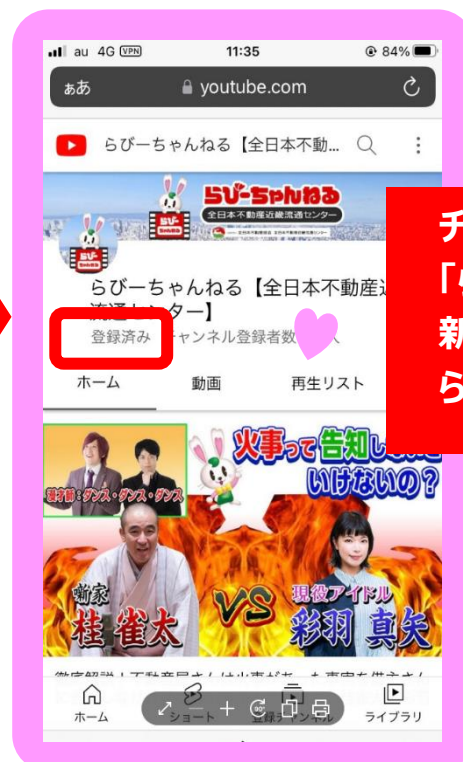 au 4G VPN 11:35 84%
ああ youtube.com
らびーちゃんねる【全日本不動...
らびーちゃんねる
全日本不動産近畿流通センター
らびーちゃんねる【全日本不動産近
流通センター】
登録済み チャンネル登録者数 人
ホーム 動画 再生リスト
チ
「ら
新
ら
火事って告知し
いけないの?
漫才師:ダンス・ダンス・ダンス
噺家
桂 雀太
VS
現役アイドル
彩羽 真矢
ホーム ショート 登録チャンネル ライブラリ